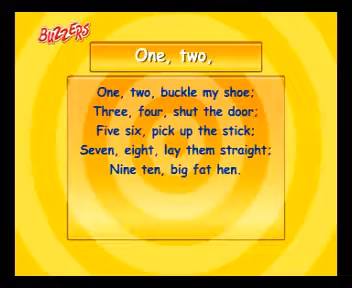 BUZZERS
One, two,
One, two, buckle my shoe;
Three, four, shut the door;
Five six, pick up the stick;
Seven, eight, lay them straight;
Nine ten, big fat hen.